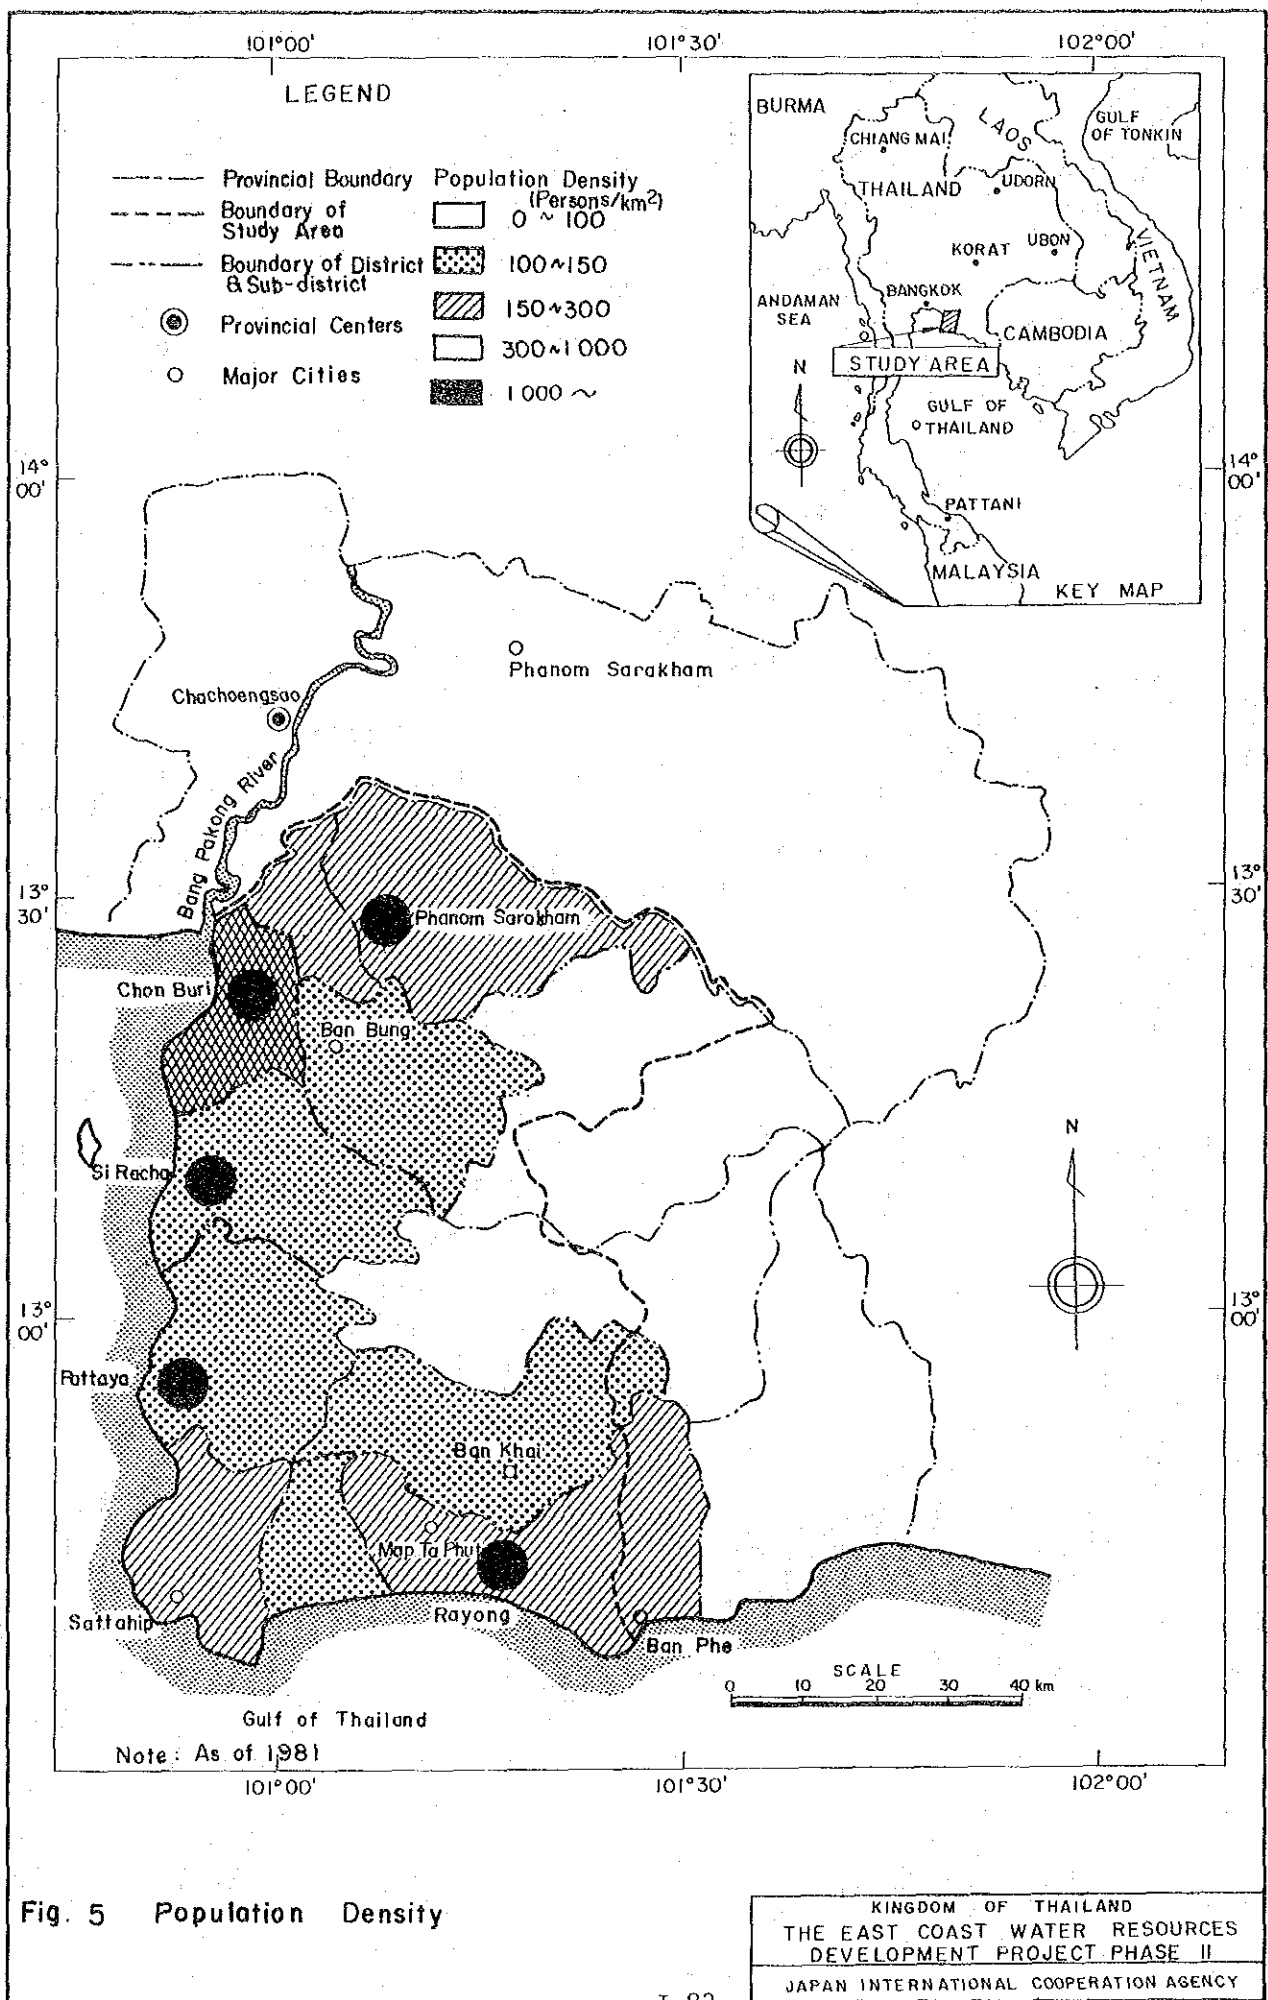 101°00'
101°30'
102°00'
LEGEND
Provincial Boundary
Boundary of
Study Area
Boundary of District
& Sub-district
Provincial Centers
Major Cities
Population Density
(Persons/km²)
0 ~ 100
100~150
150~300
300~1000
1000 ~
BURMA
CHIANG MAI
LAOS
GULF
OF TONKIN
THAILAND
UDORN
KORAT
UBON
VIETNAM
BANGKOK
ANDAMAN
SEA
CAMBODIA
STUDY AREA
N
GULF OF
THAILAND
PATTANI
MALAYSIA
KEY MAP
14°
00'
14°
00'
Phanom Sarakham
Chachoengsao
Bang Pakong River
13°
30'
13°
30'
Phanom Sarakham
Chon Buri
Ban Bung
N
Si Racha
13°
00'
13°
00'
Pattaya
Ban Khai
Map Ta Phut
Sattahip
Rayong
Ban Phe
SCALE
0 10 20 30 40 km
Gulf of Thailand
Note: As of 1981
101°00'
101°30'
102°00'
Fig. 5 Population Density
KINGDOM OF THAILAND
THE EAST COAST WATER RESOURCES
DEVELOPMENT PROJECT PHASE II
JAPAN INTERNATIONAL COOPERATION AGENCY